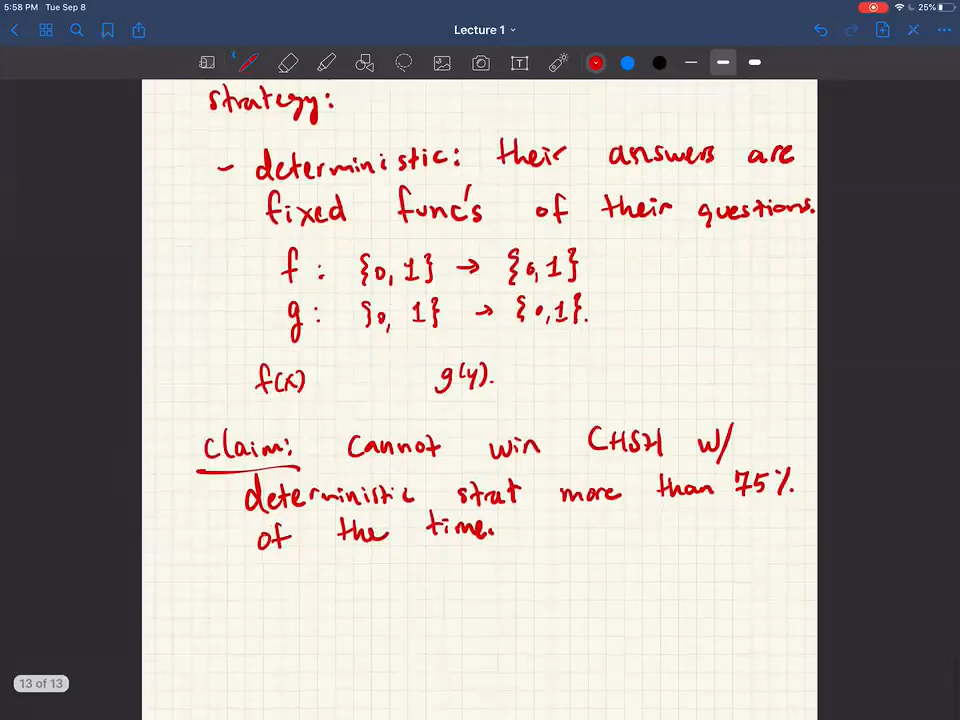 5:58 PM Tue Sep 8
25%
Lecture 1
strategy:
- deterministic: their answers are
fixed func's of their questions.
f: {0, 1} → {0, 1}
g: {0, 1} → {0, 1}.
f(x) g(y).
Claim: Cannot win CHSH w/
deterministic strat more than 75%
of the time.
13 of 13